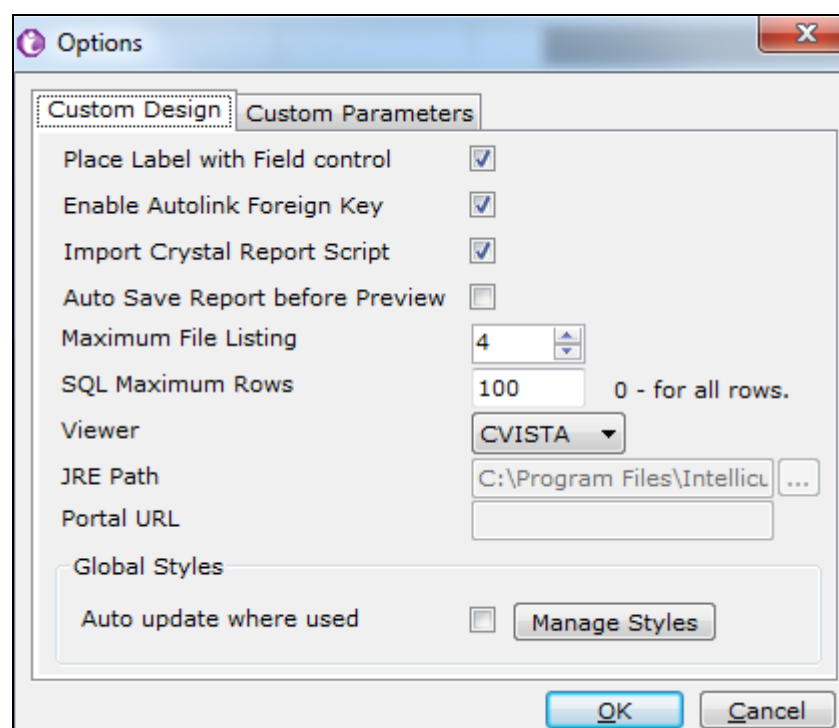 Options
Custom Design Custom Parameters
Place Label with Field control
Enable Autolink Foreign Key
Import Crystal Report Script
Auto Save Report before Preview
Maximum File Listing 4
SQL Maximum Rows 100 0 - for all rows.
Viewer CVISTA
JRE Path C:\Program Files\Intellicu ...
Portal URL
Global Styles
Auto update where used Manage Styles
OK Cancel